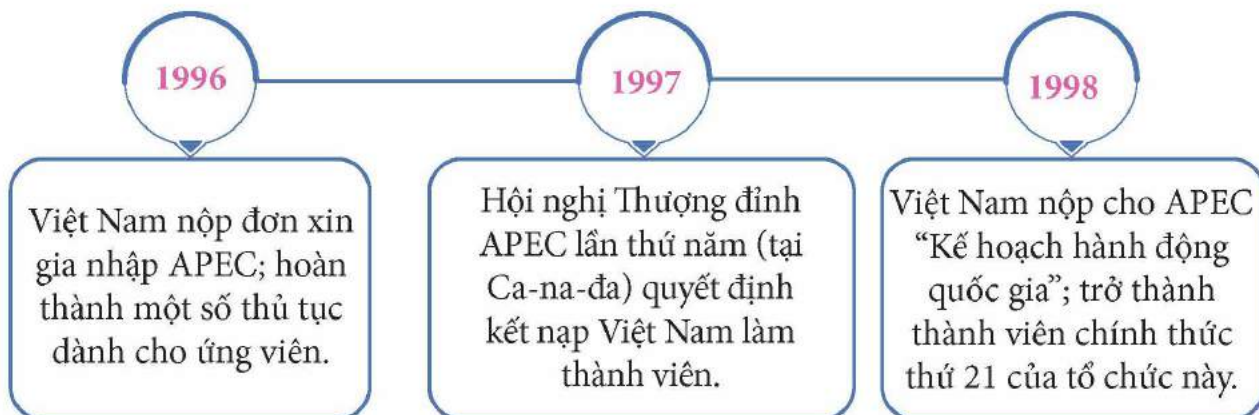 1996
1997
1998
Việt Nam nộp đơn xin
gia nhập APEC; hoàn
thành một số thủ tục
dành cho ứng viên.
Hội nghị Thượng đỉnh
APEC lần thứ năm (tại
Ca-na-đa) quyết định
kết nạp Việt Nam làm
thành viên.
Việt Nam nộp cho APEC
“Kế hoạch hành động
quốc gia”; trở thành
thành viên chính thức
thứ 21 của tổ chức này.